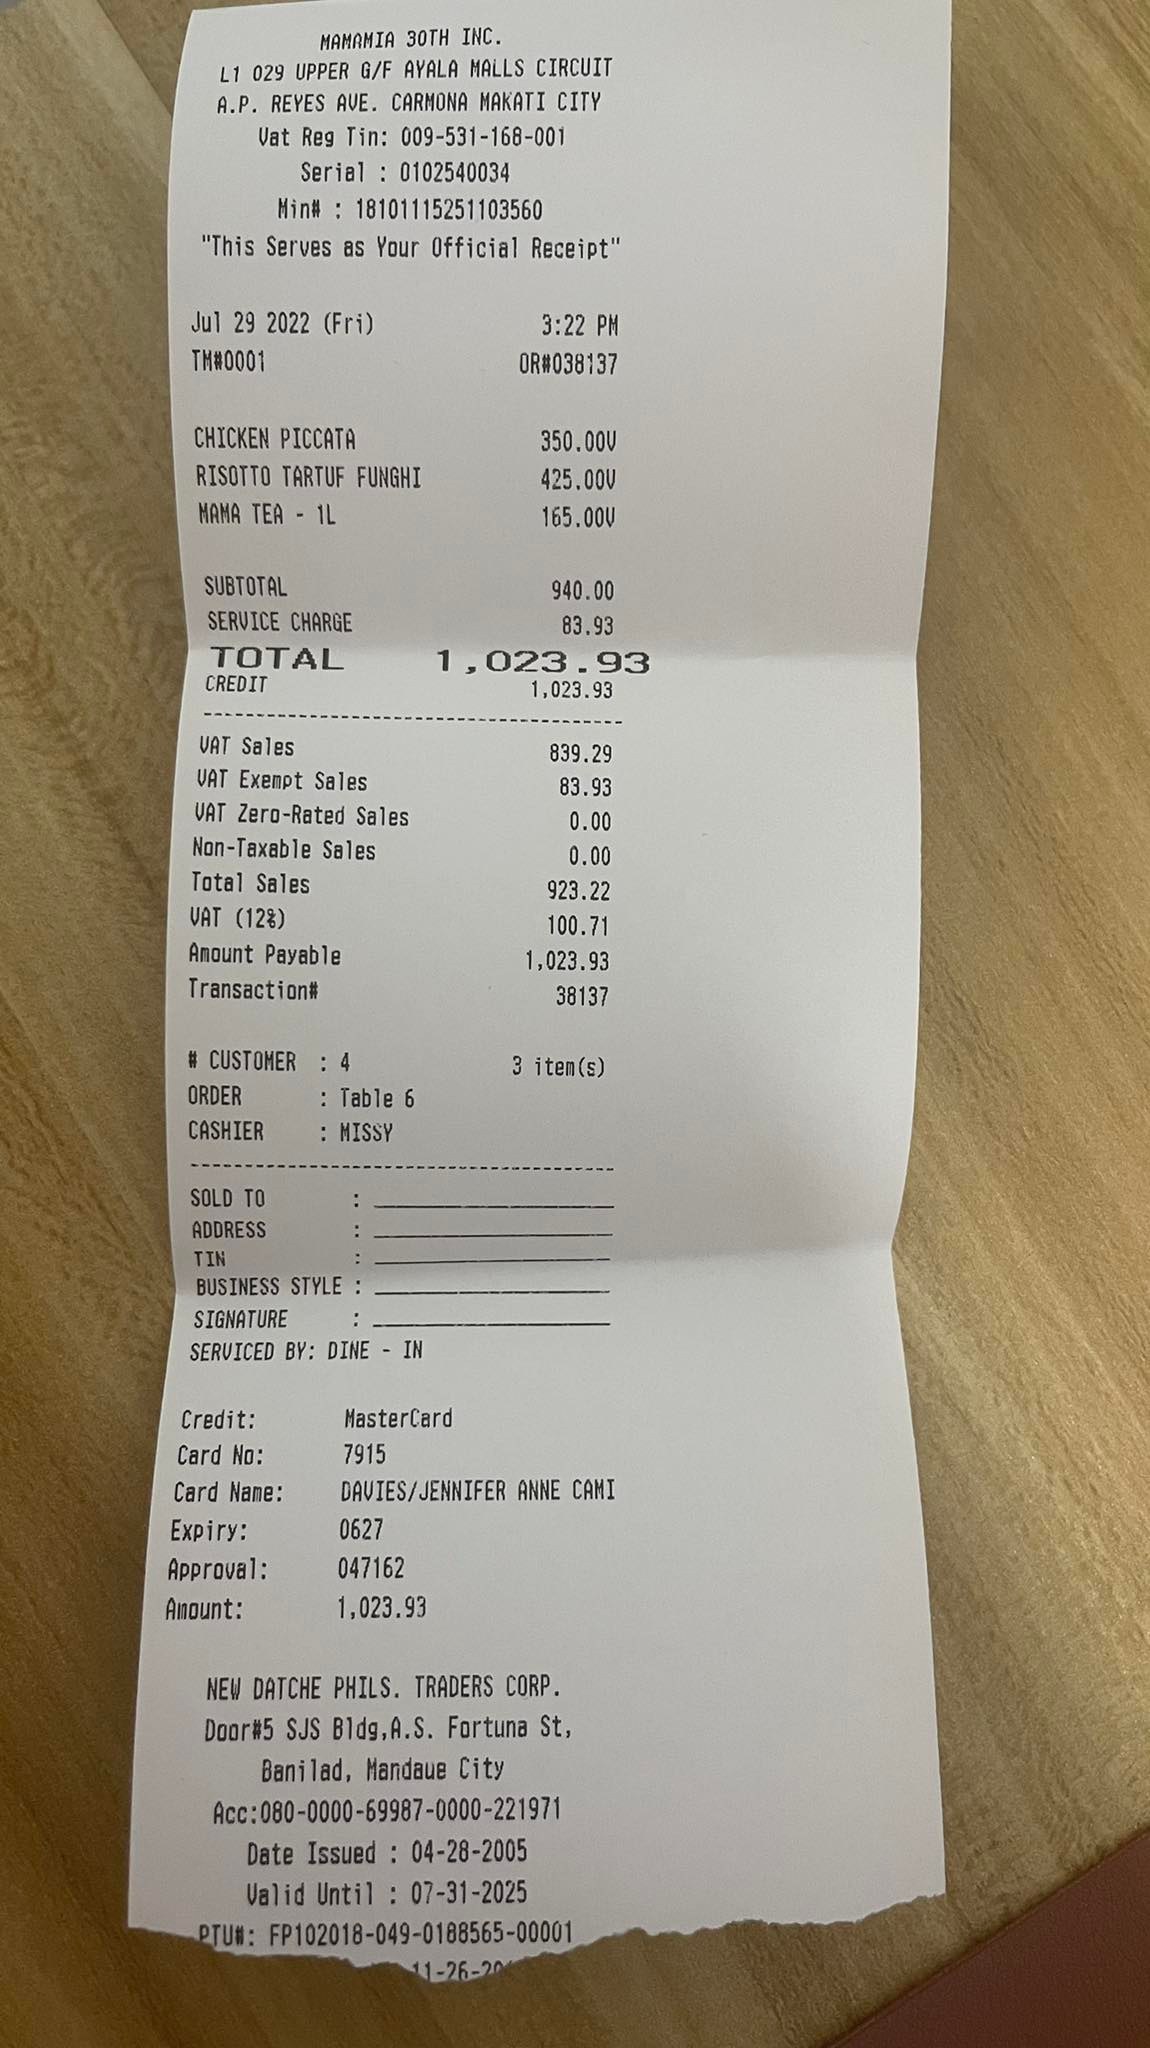 MAMAMIA 30TH INC.
L1 029 UPPER G/F AYALA MALLS CIRCUIT
A.P. REYES AVE. CARMONA MAKATI CITY
Vat Reg Tin: 009-531-168-001
Serial : 0102540034
Min# : 18101115251103560
"This Serves as Your Official Receipt"
Jul 29 2022 (Fri) 3:22 PM
TM#0001 OR#038137
CHICKEN PICCATA 350.00V
RISOTTO TARTUF FUNGHI 425.00V
MAMA TEA - 1L 165.00V
SUBTOTAL 940.00
SERVICE CHARGE 83.93
TOTAL 1,023.93
CREDIT 1,023.93
VAT Sales 839.29
VAT Exempt Sales 83.93
VAT Zero-Rated Sales 0.00
Non-Taxable Sales 0.00
Total Sales 923.22
VAT (12%) 100.71
Amount Payable 1,023.93
Transaction# 38137
# CUSTOMER : 4 3 item(s)
ORDER : Table 6
CASHIER : MISSY
SOLD TO :
ADDRESS :
TIN :
BUSINESS STYLE :
SIGNATURE :
SERVICED BY: DINE - IN
Credit: MasterCard
Card No: 7915
Card Name: DAVIES/JENNIFER ANNE CAMI
Expiry: 0627
Approval: 047162
Amount: 1,023.93
NEW DATCHE PHILS. TRADERS CORP.
Door#5 SJS Bldg,A.S. Fortuna St,
Banilad, Mandaue City
Acc:080-0000-69987-0000-221971
Date Issued : 04-28-2005
Valid Until : 07-31-2025
PTU#: FP102018-049-0188565-00001